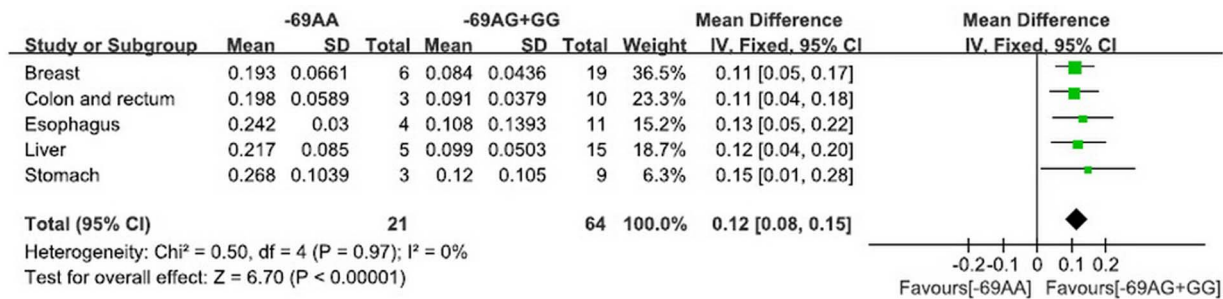 -69AA -69AG+GG Mean Difference Mean Difference
Study or Subgroup Mean SD Total Mean SD Total Weight IV, Fixed, 95% CI IV, Fixed, 95% CI
Breast 0.193 0.0661 6 0.084 0.0436 19 36.5% 0.11 [0.05, 0.17]
Colon and rectum 0.198 0.0589 3 0.091 0.0379 10 23.3% 0.11 [0.04, 0.18]
Esophagus 0.242 0.03 4 0.108 0.1393 11 15.2% 0.13 [0.05, 0.22]
Liver 0.217 0.085 5 0.099 0.0503 15 18.7% 0.12 [0.04, 0.20]
Stomach 0.268 0.1039 3 0.12 0.105 9 6.3% 0.15 [0.01, 0.28]
Total (95% CI) 21 64 100.0% 0.12 [0.08, 0.15]
Heterogeneity: Chi² = 0.50, df = 4 (P = 0.97); I² = 0%
Test for overall effect: Z = 6.70 (P < 0.00001)
-0.2 -0.1 0 0.1 0.2
Favours[-69AA] Favours[-69AG+GG]